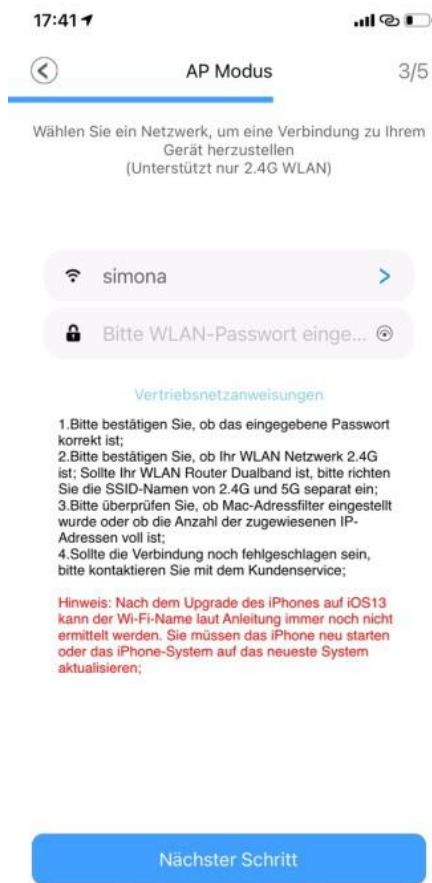 17:41
AP Modus
3/5
Wählen Sie ein Netzwerk, um eine Verbindung zu Ihrem
Gerät herzustellen
(Unterstützt nur 2.4G WLAN)
simona
Bitte WLAN-Passwort einge...
Vertriebsnetzanweisungen
1.Bitte bestätigen Sie, ob das eingegebene Passwort
korrekt ist;
2.Bitte bestätigen Sie, ob Ihr WLAN Netzwerk 2.4G
ist; Sollte Ihr WLAN Router Dualband ist, bitte richten
Sie die SSID-Namen von 2.4G und 5G separat ein;
3.Bitte überprüfen Sie, ob Mac-Adressfilter eingestellt
wurde oder ob die Anzahl der zugewiesenen IP-
Adressen voll ist;
4.Sollte die Verbindung noch fehlgeschlagen sein,
bitte kontaktieren Sie mit dem Kundenservice;
Hinweis: Nach dem Upgrade des iPhones auf iOS13
kann der Wi-Fi-Name laut Anleitung immer noch nicht
ermittelt werden. Sie müssen das iPhone neu starten
oder das iPhone-System auf das neueste System
aktualisieren;
Nächster Schritt